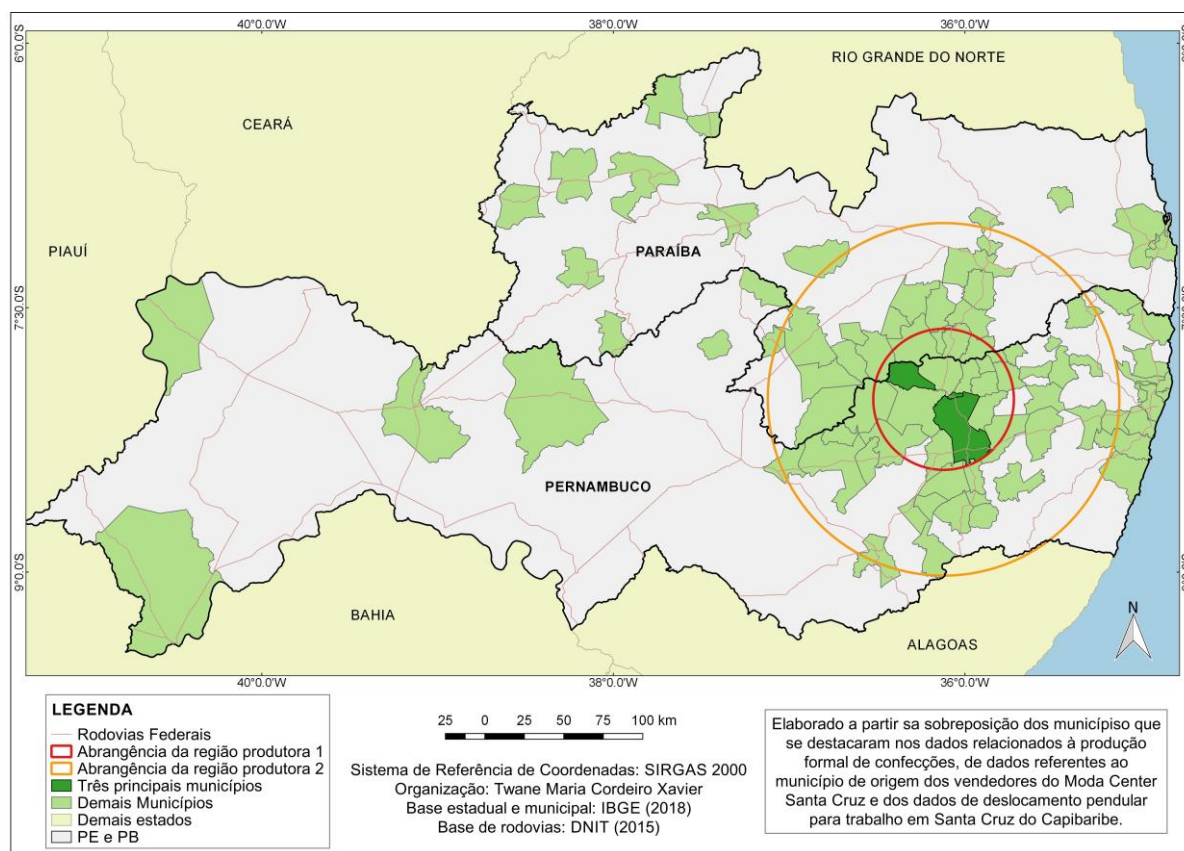 40°0.0'W 38°0.0'W 36°0.0'W
6°0.0'S
RIO GRANDE DO NORTE
CEARÁ
PIAUÍ
PARAÍBA
7°30.0'S
PERNAMBUCO
9°0.0'S
BAHIA
ALAGOAS
N
40°0.0'W 38°0.0'W 36°0.0'W
LEGENDA
Rodovias Federais
Abrangência da região produtora 1
Abrangência da região produtora 2
Três principais municípios
Demais Municípios
Demais estados
PE e PB
25 0 25 50 75 100 km
Sistema de Referência de Coordenadas: SIRGAS 2000
Organização: Twane Maria Cordeiro Xavier
Base estadual e municipal: IBGE (2018)
Base de rodovias: DNIT (2015)
Elaborado a partir sa sobreposição dos municípiso que
se destacaram nos dados relacionados à produção
formal de confecções, de dados referentes ao
município de origem dos vendedores do Moda Center
Santa Cruz e dos dados de deslocamento pendular
para trabalho em Santa Cruz do Capibaribe.